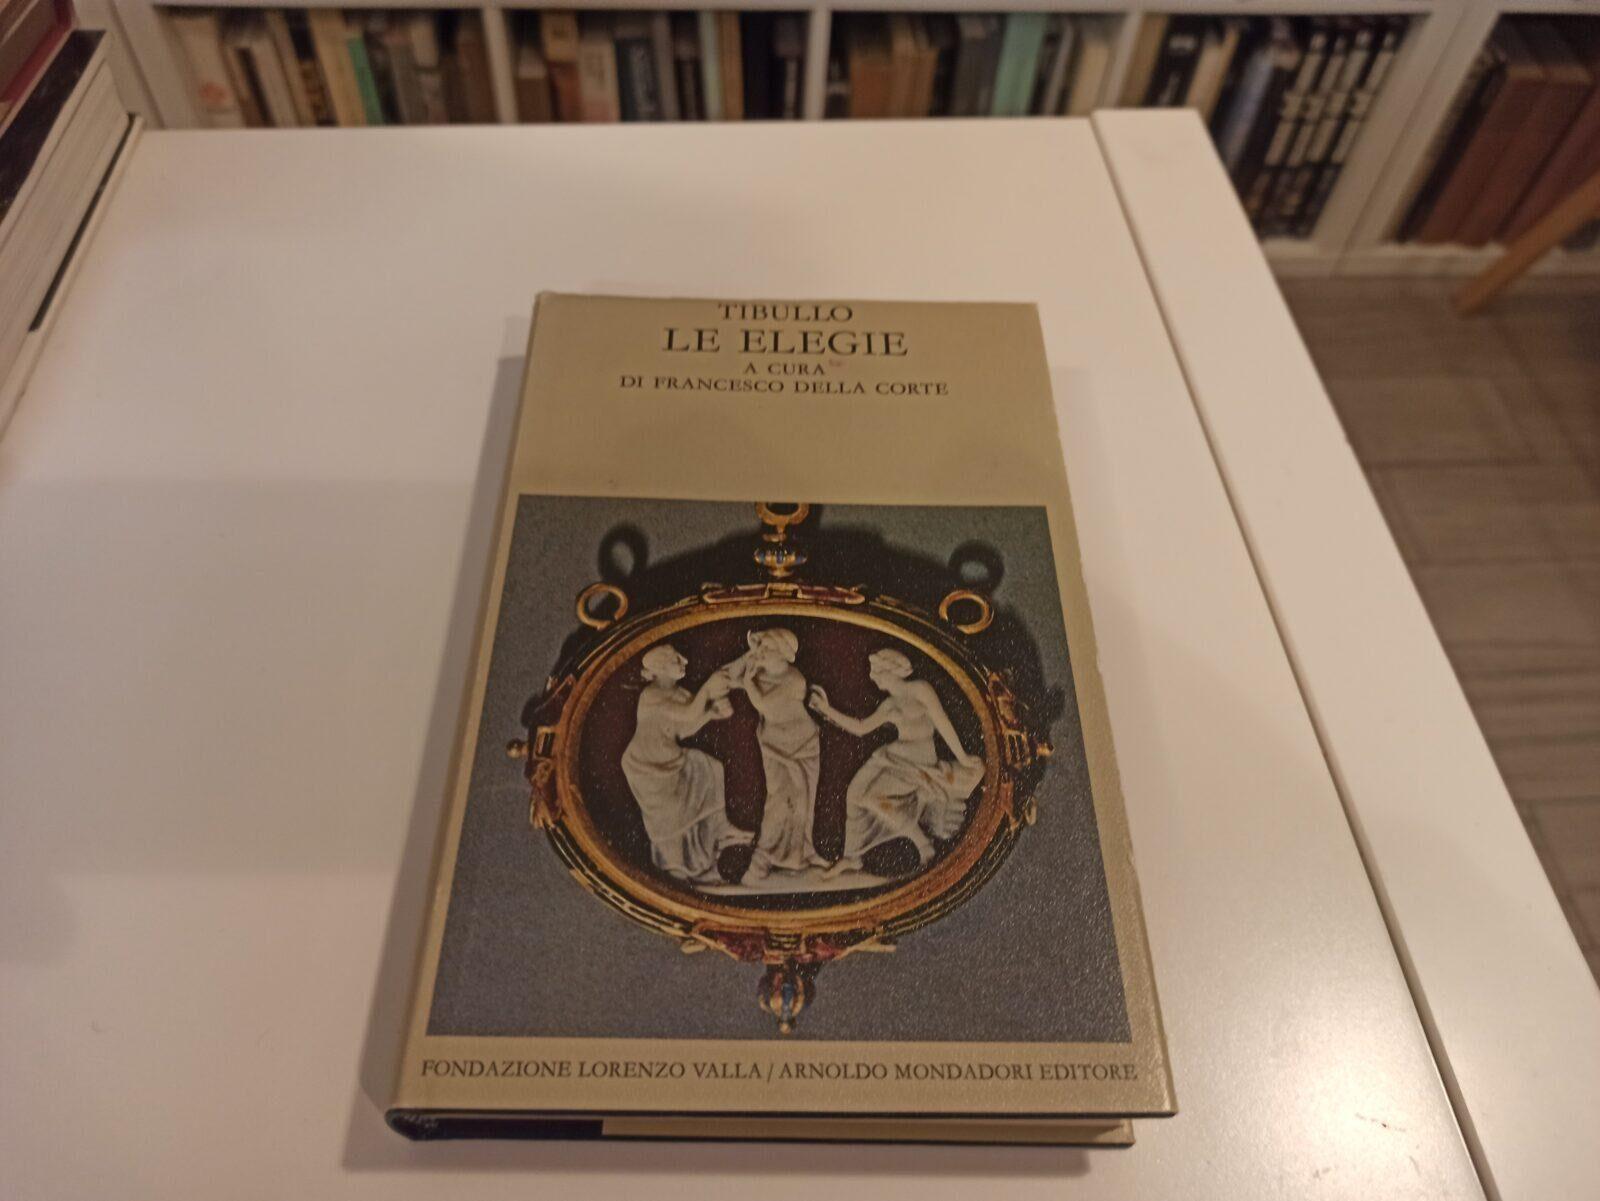 TIBULLO
LE ELEGIE
A CURA
DI FRANCESCO DELLA CORTE
FONDAZIONE LORENZO VALLA / ARNOLDO MONDADORI EDITORE